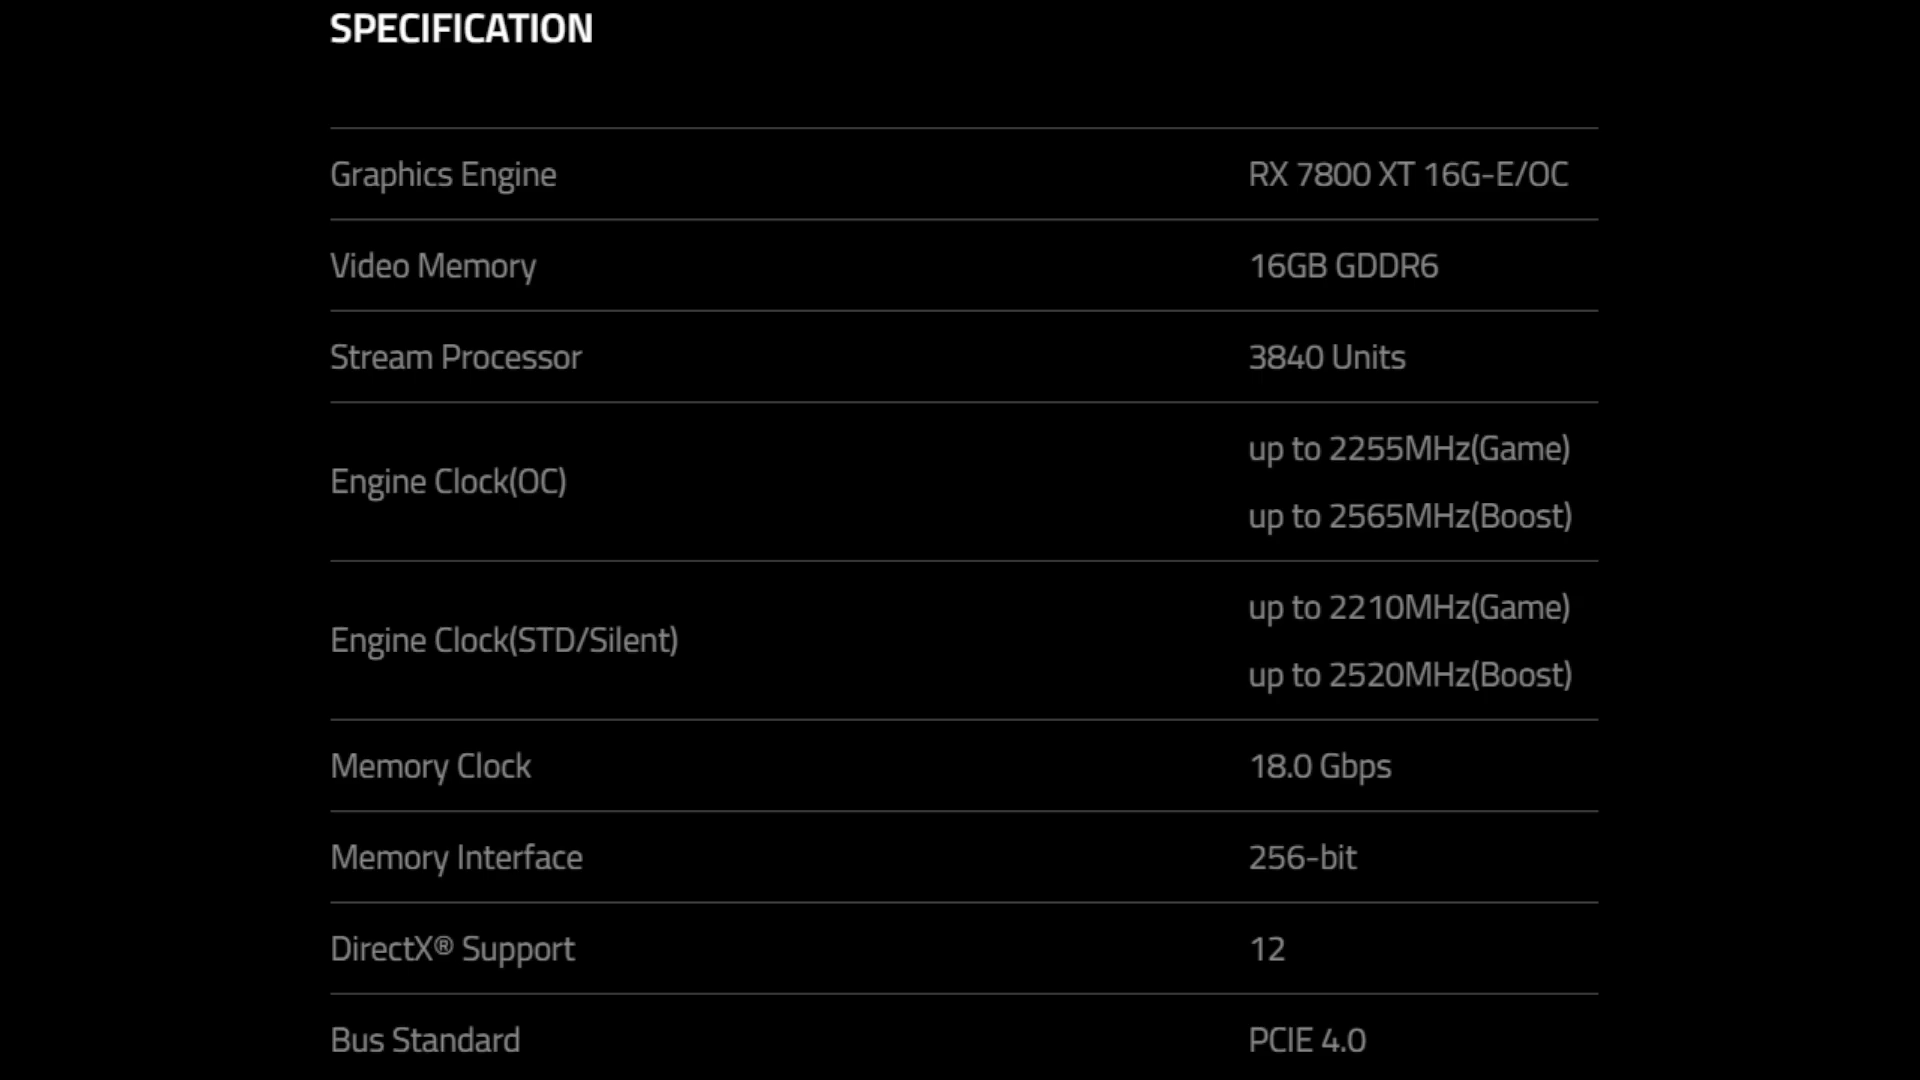 SPECIFICATION
Graphics Engine RX 7800 XT 16G-E/OC
Video Memory 16GB GDDR6
Stream Processor 3840 Units
Engine Clock(OC) up to 2255MHz(Game)
up to 2565MHz(Boost)
Engine Clock(STD/Silent) up to 2210MHz(Game)
up to 2520MHz(Boost)
Memory Clock 18.0 Gbps
Memory Interface 256-bit
DirectX® Support 12
Bus Standard PCIE 4.0